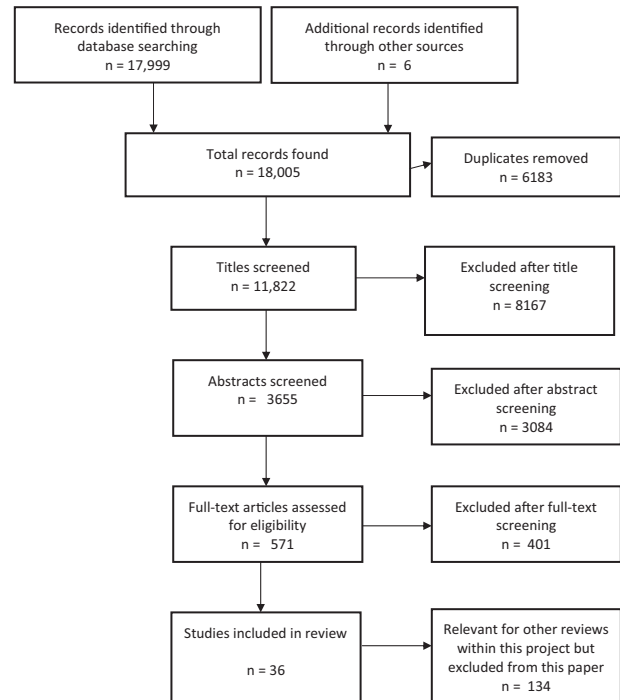 Records identified through
database searching
n = 17,999
Additional records identified
through other sources
n = 6
Total records found
n = 18,005
Duplicates removed
n = 6183
Titles screened
n = 11,822
Excluded after title
screening
n = 8167
Abstracts screened
n = 3655
Excluded after abstract
screening
n = 3084
Full-text articles assessed
for eligibility
n = 571
Excluded after full-text
screening
n = 401
Studies included in review
n = 36
Relevant for other reviews
within this project but
excluded from this paper
n = 134